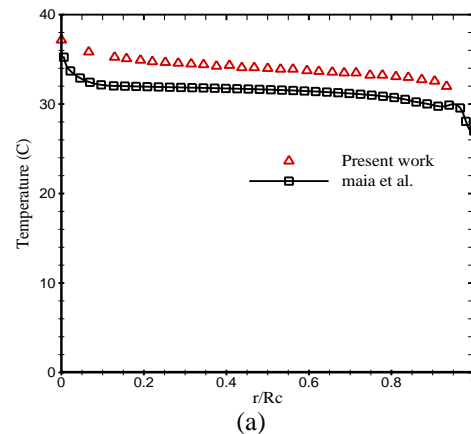 40
30
20
10
0
Temperature (C)
Present work
maia et al.
0 0.2 0.4 0.6 0.8
r/Rc
(a)